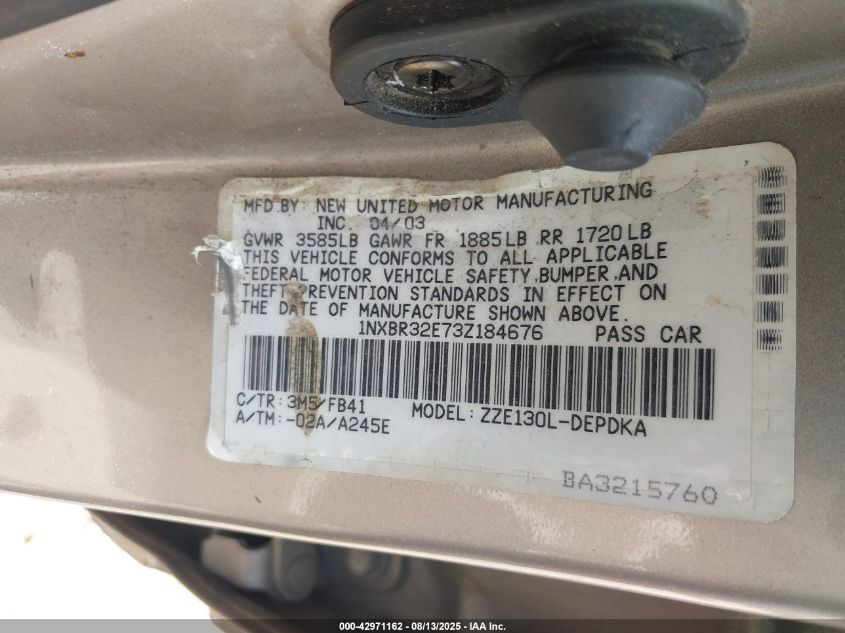 MFD.BY: NEW UNITED MOTOR MANUFACTURING
INC. 04/03
GVWR 3585LB GAWR FR 1885LB RR 1720LB
THIS VEHICLE CONFORMS TO ALL APPLICABLE
FEDERAL MOTOR VEHICLE SAFETY,BUMPER,AND
THEFT PREVENTION STANDARDS IN EFFECT ON
THE DATE OF MANUFACTURE SHOWN ABOVE.
1NXBR32E73Z184676 PASS CAR
C/TR:3M5/FB41 MODEL:ZZE130L-DEPDKA
A/TM:-02A/A245E
BA3215760
000-42971162 - 08/13/2025 - IAA Inc.